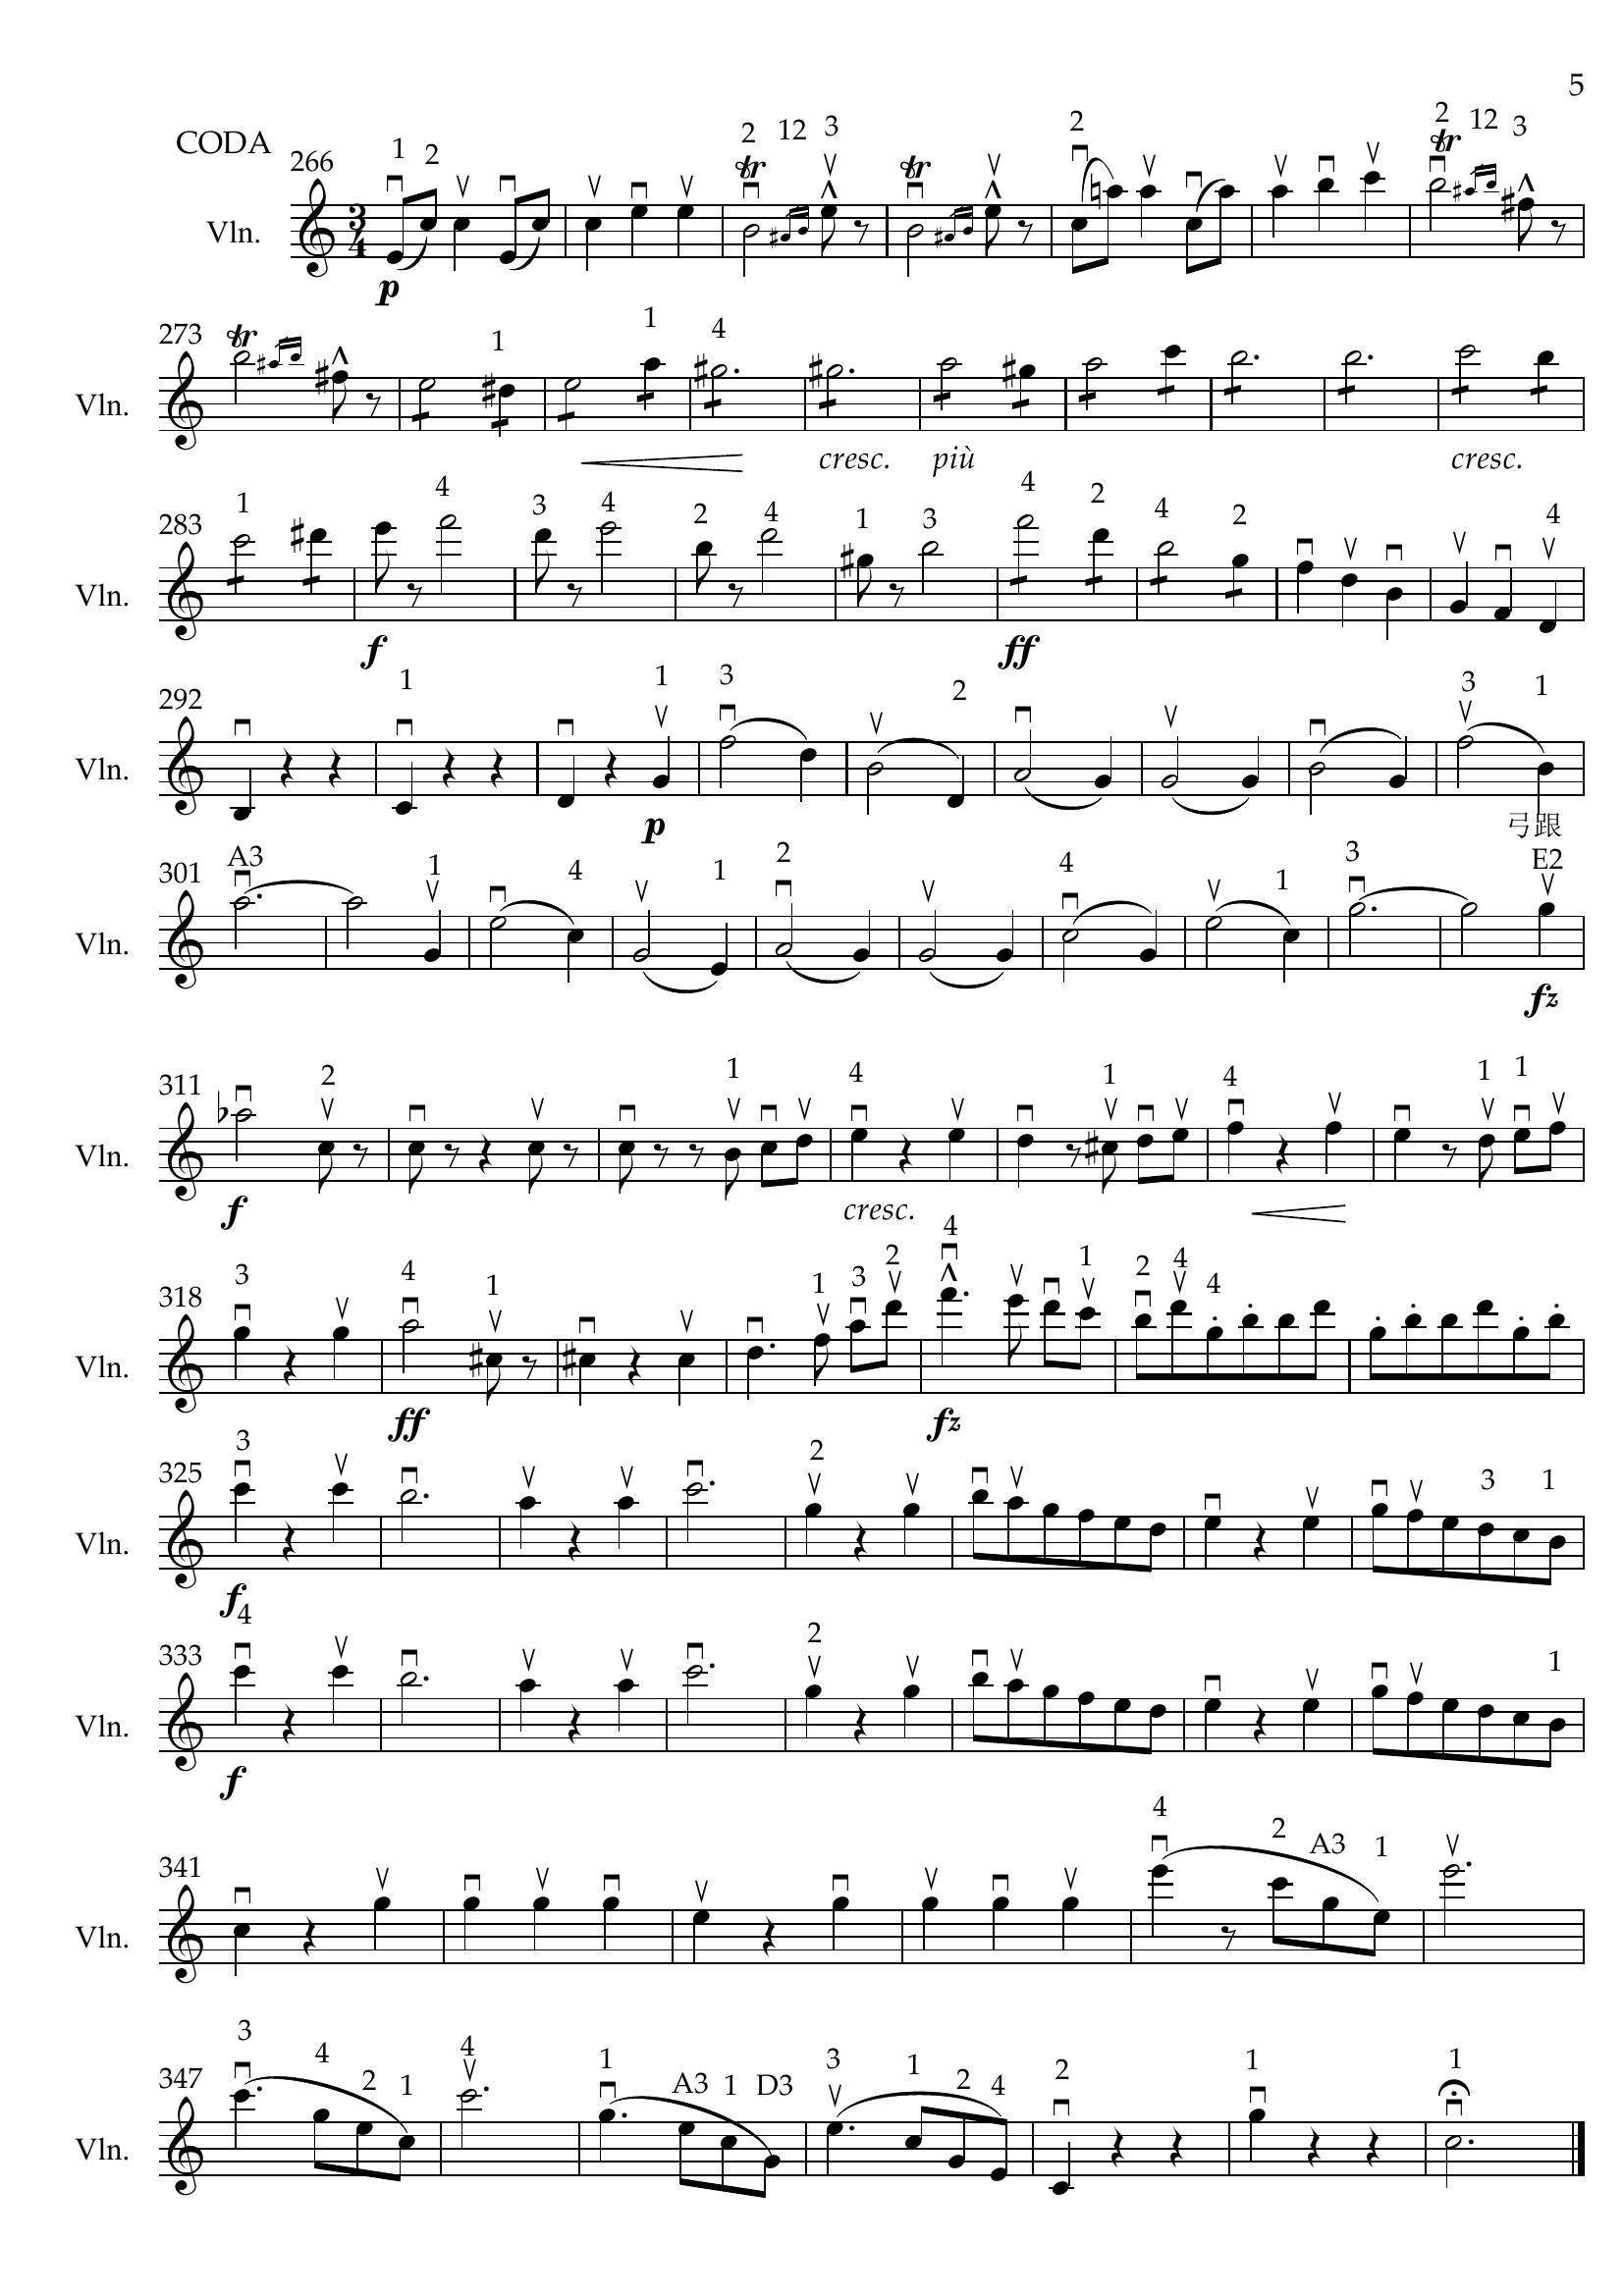 5
CODA
266
1 2 2 12 3 2 2 12 3
tr tr tr
Vln.
p
273
tr 1 1 4
Vln.
cresc. più cresc.
283
1 4 3 4 2 4 1 3 4 2 4 2 4
Vln.
f ff
292
1 1 3 2 3 1
Vln.
p
弓跟
301
A3 1 4 1 2 4 1 3 E2
Vln.
fz
311
2 1 4 1 4 1 1
Vln.
f cresc.
318
3 4 1 1 3 2 4 1 2 4 4
Vln.
ff fz
325
3 2 3 1
Vln.
f
333
4 2 1
Vln.
f
341
4 2 A3 1
Vln.
347
3 4 2 1 4 1 A3 1 D3 3 1 2 4 2 1 1
Vln.